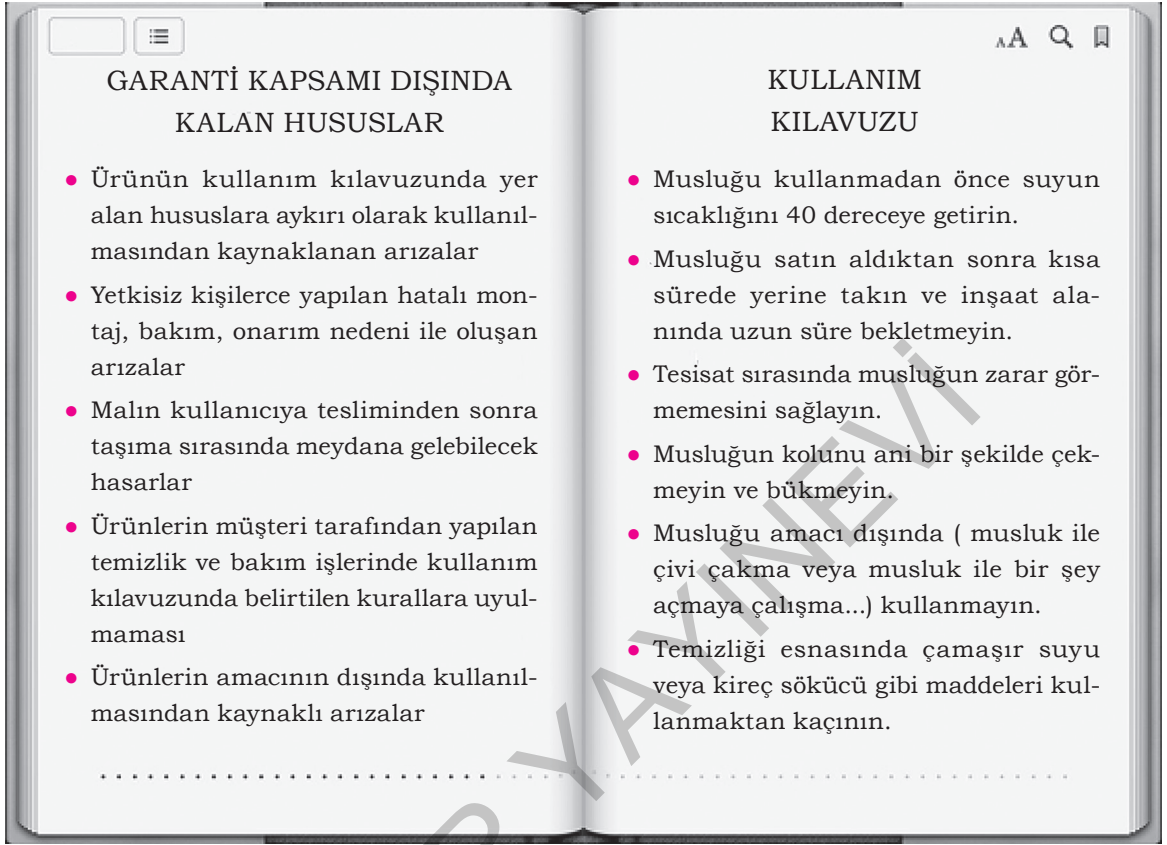 GARANTİ KAPSAMI DIŞINDA
KALAN HUSUSLAR
• Ürünün kullanım kılavuzunda yer
alan hususlara aykırı olarak kullanıl-
masından kaynaklanan arızalar
• Yetkisiz kişilerce yapılan hatalı mon-
taj, bakım, onarım nedeni ile oluşan
arızalar
• Malın kullanıcıya tesliminden sonra
taşıma sırasında meydana gelebilecek
hasarlar
• Ürünlerin müşteri tarafından yapılan
temizlik ve bakım işlerinde kullanım
kılavuzunda belirtilen kurallara uyul-
maması
• Ürünlerin amacının dışında kullanıl-
masından kaynaklı arızalar
AA
KULLANIM
KILAVUZU
• Musluğu kullanmadan önce suyun
sıcaklığını 40 dereceye getirin.
• Musluğu satın aldıktan sonra kısa
sürede yerine takın ve inşaat ala-
nında uzun süre bekletmeyin.
• Tesisat sırasında musluğun zarar gör-
memesini sağlayın.
• Musluğun kolunu ani bir şekilde çek-
meyin ve bükmeyin.
• Musluğu amacı dışında ( musluk ile
çivi çakma veya musluk ile bir şey
açmaya çalışma...) kullanmayın.
• Temizliği esnasında çamaşır suyu
veya kireç sökücü gibi maddeleri kul-
lanmaktan kaçının.
YAYINEVİ